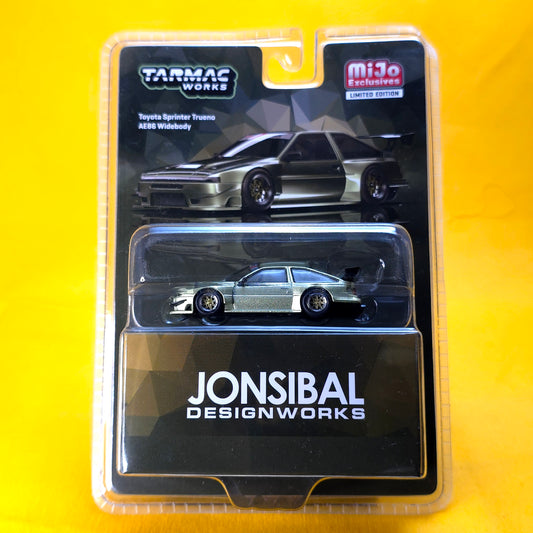 TARMAC
WORKS
MiJo
Exclusives
LIMITED EDITION
Toyota Sprinter Trueno
AE86 Widebody
JONSIBAL
DESIGNWORKS